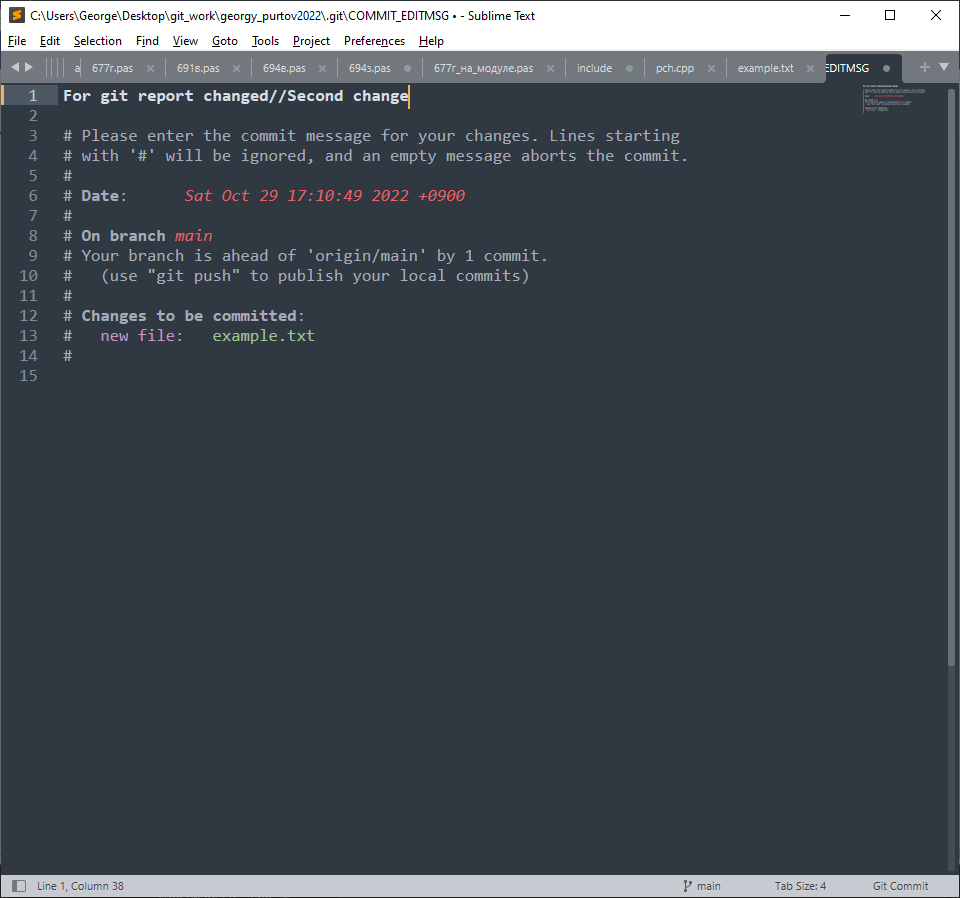 C:\Users\George\Desktop\git_work\georgy_purtov2022\.git\COMMIT_EDITMSG • - Sublime Text
File Edit Selection Find View Goto Tools Project Preferences Help
677г.pas 691в.pas 694в.pas 694з.pas 677г_на_модуле.pas include pch.cpp example.txt EDITMSG
1 For git report changed//Second change
2
3 # Please enter the commit message for your changes. Lines starting
4 # with '#' will be ignored, and an empty message aborts the commit.
5 #
6 # Date: Sat Oct 29 17:10:49 2022 +0900
7 #
8 # On branch main
9 # Your branch is ahead of 'origin/main' by 1 commit.
10 # (use "git push" to publish your local commits)
11 #
12 # Changes to be committed:
13 # new file: example.txt
14 #
15
Line 1, Column 38 main Tab Size: 4 Git Commit